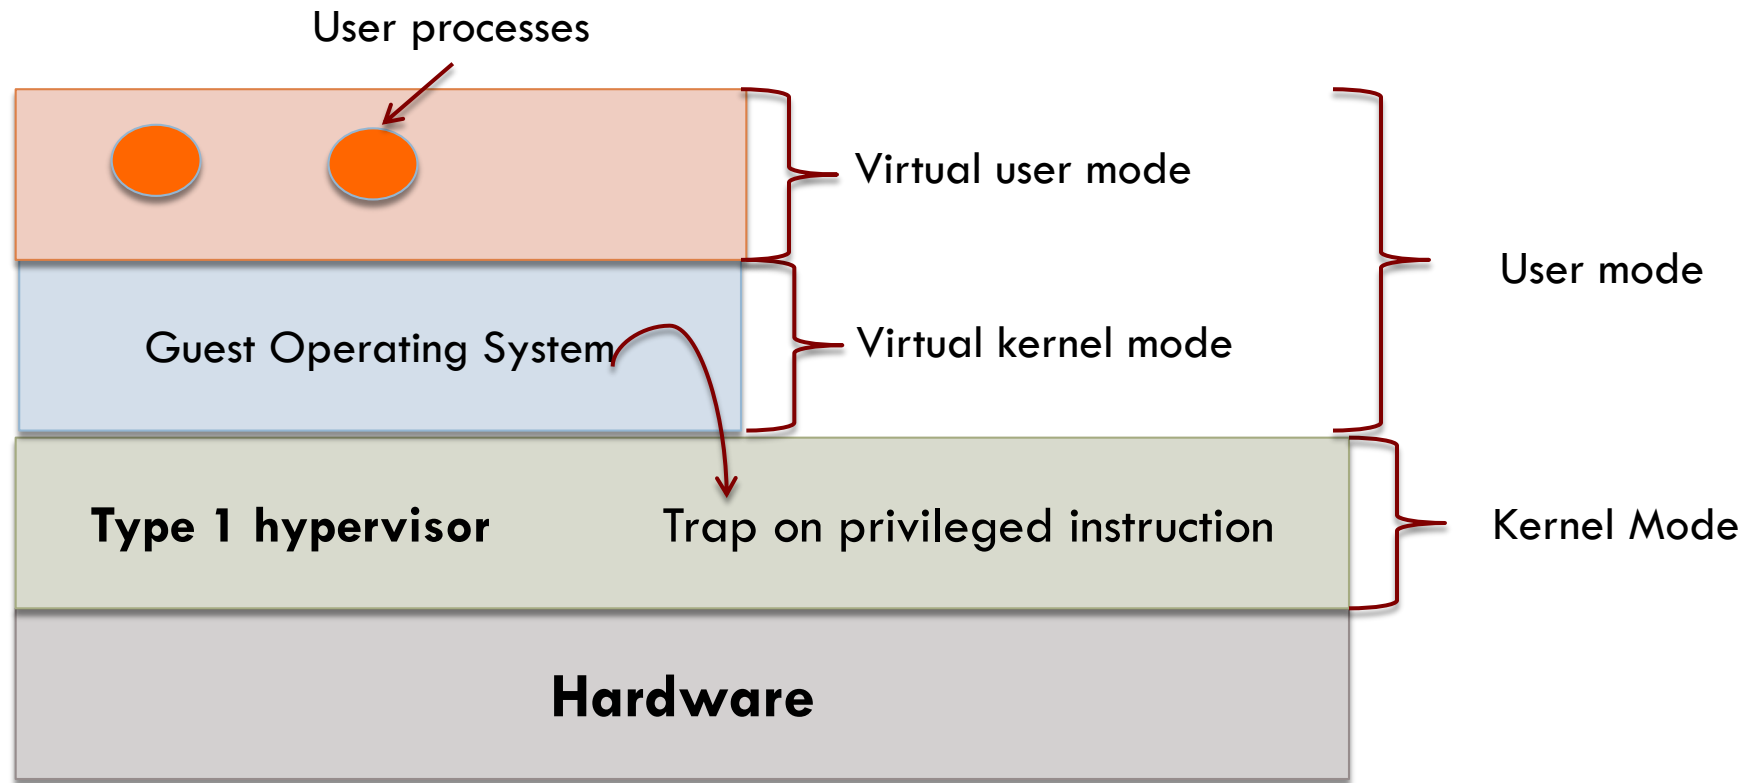 User processes
Virtual user mode
User mode
Guest Operating System
Virtual kernel mode
Type 1 hypervisor
Trap on privileged instruction
Kernel Mode
Hardware